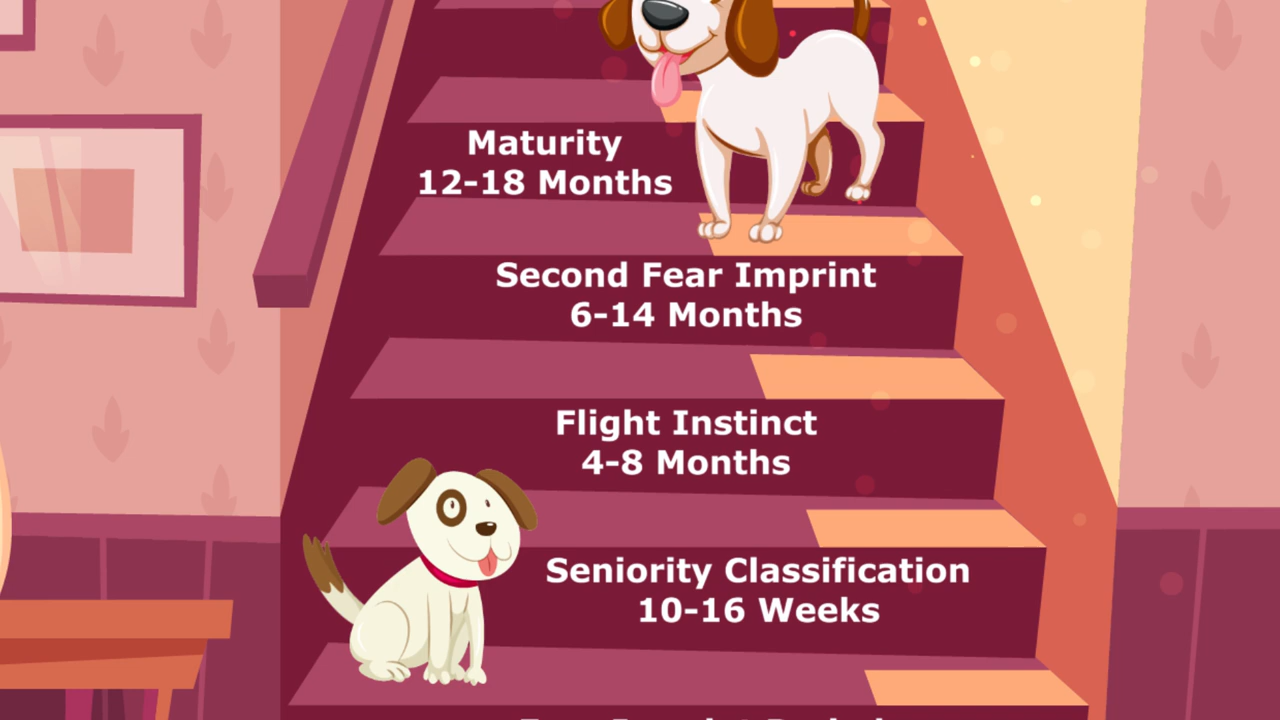 Maturity
12-18 Months
Second Fear Imprint
6-14 Months
Flight Instinct
4-8 Months
Seniority Classification
10-16 Weeks